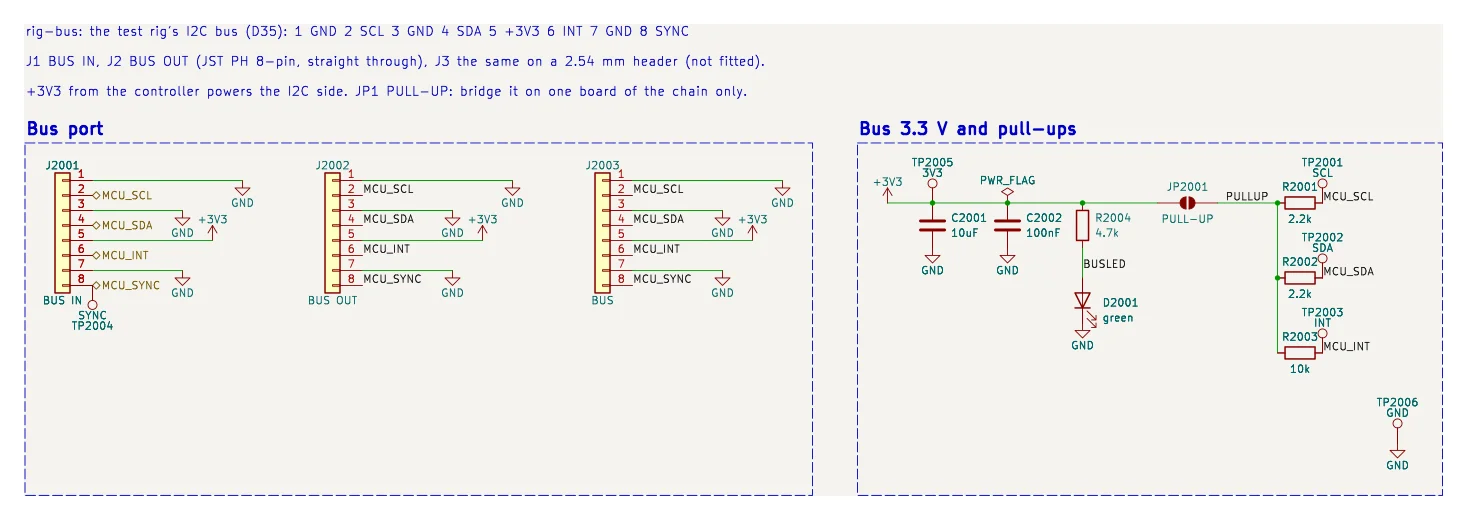 rig-bus: the test rig's I2C bus (D35): 1 GND 2 SCL 3 GND 4 SDA 5 +3V3 6 INT 7 GND 8 SYNC
J1 BUS IN, J2 BUS OUT (JST PH 8-pin, straight through), J3 the same on a 2.54 mm header (not fitted).
+3V3 from the controller powers the I2C side. JP1 PULL-UP: bridge it on one board of the chain only.
Bus port
J2001
1
2 MCU_SCL
3
4 MCU_SDA
5
6 MCU_INT
7
8 MCU_SYNC
GND
GND
+3V3
GND
BUS IN
SYNC
TP2004
J2002
1
2 MCU_SCL
3
4 MCU_SDA
5
6 MCU_INT
7
8 MCU_SYNC
GND
GND
+3V3
GND
BUS OUT
J2003
1
2 MCU_SCL
3
4 MCU_SDA
5
6 MCU_INT
7
8 MCU_SYNC
GND
GND
+3V3
GND
BUS
Bus 3.3 V and pull-ups
+3V3
TP2005
3V3
PWR_FLAG
C2001
10uF
GND
C2002
100nF
GND
R2004
4.7k
BUSLED
D2001
green
GND
JP2001
PULL-UP
PULLUP
TP2001
SCL
R2001
MCU_SCL
2.2k
TP2002
SDA
R2002
MCU_SDA
2.2k
TP2003
INT
R2003
MCU_INT
10k
TP2006
GND
GND